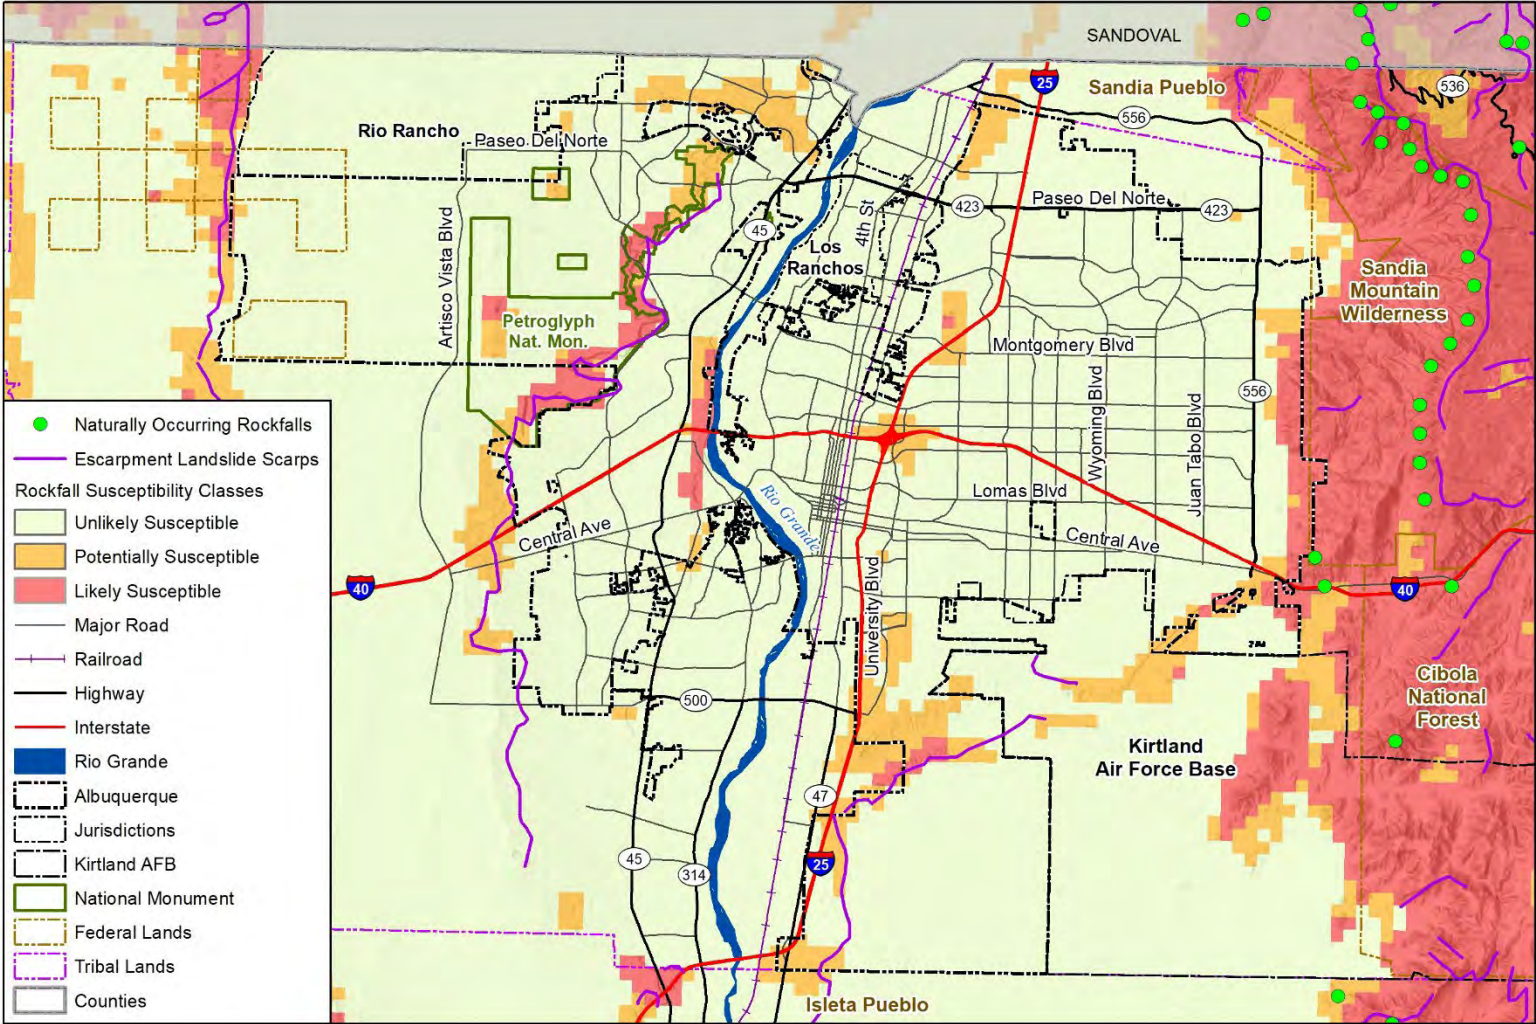 SANDOVAL
25
Sandia Pueblo
536
556
Rio Rancho
Paseo Del Norte
Paseo Del Norte
423
423
45
4th St
Los
Ranchos
Artisco Vista Blvd
Sandia
Mountain
Wilderness
Petroglyph
Nat. Mon.
Montgomery Blvd
556
Wyoming Blvd
Juan Tabo Blvd
Lomas Blvd
Rio Grande
Central Ave
Central Ave
40
40
University Blvd
Cibola
National
Forest
500
Kirtland
Air Force Base
47
45
314
25
Isleta Pueblo
Naturally Occurring Rockfalls
Escarpment Landslide Scarps
Rockfall Susceptibility Classes
Unlikely Susceptible
Potentially Susceptible
Likely Susceptible
Major Road
Railroad
Highway
Interstate
Rio Grande
Albuquerque
Jurisdictions
Kirtland AFB
National Monument
Federal Lands
Tribal Lands
Counties